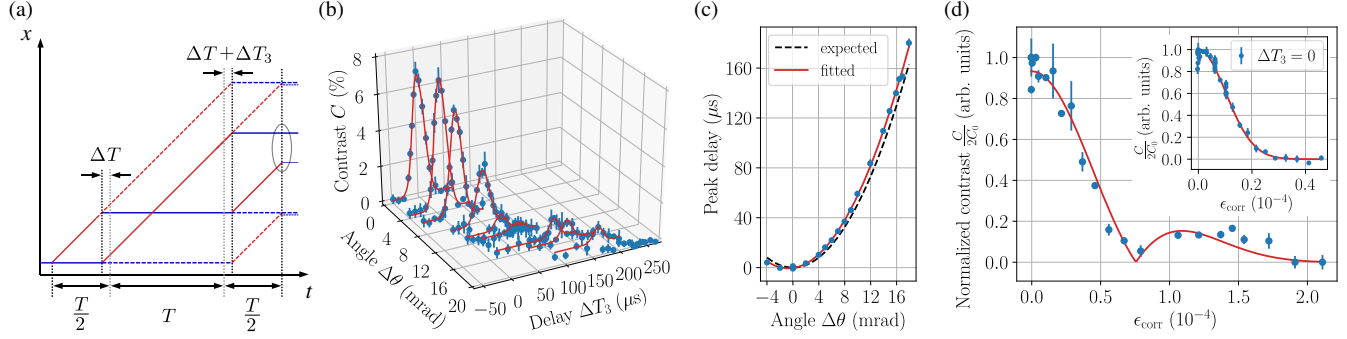 (a)
x
ΔT + ΔT₃
ΔT
T/2
T
T/2
t
(b)
Contrast C (%)
8
6
4
2
0
0
4
8
12
16
20
Angle Δθ (mrad)
−50
0
50
100
150
200
250
Delay ΔT₃ (μs)
(c)
expected
fitted
Peak delay (μs)
160
120
80
40
0
−4 0 4 8 12 16
Angle Δθ (mrad)
(d)
Normalized contrast C/2C₀ (arb. units)
1.0
0.8
0.6
0.4
0.2
0.0
0.0 0.5 1.0 1.5 2.0
ϵcorr (10⁻⁴)
ΔT₃ = 0
C/2C₀ (arb. units)
1.0
0.8
0.6
0.4
0.2
0.0
0.0 0.2 0.4
ϵcorr (10⁻⁴)